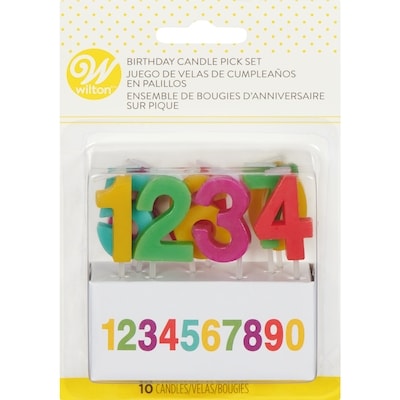 W
wilton
BIRTHDAY CANDLE PICK SET
JUEGO DE VELAS DE CUMPLEAÑOS
EN PALILLOS
ENSEMBLE DE BOUGIES D'ANNIVERSAIRE
SUR PIQUE
1234
1234567890
10 CANDLES/VELAS/BOUGIES